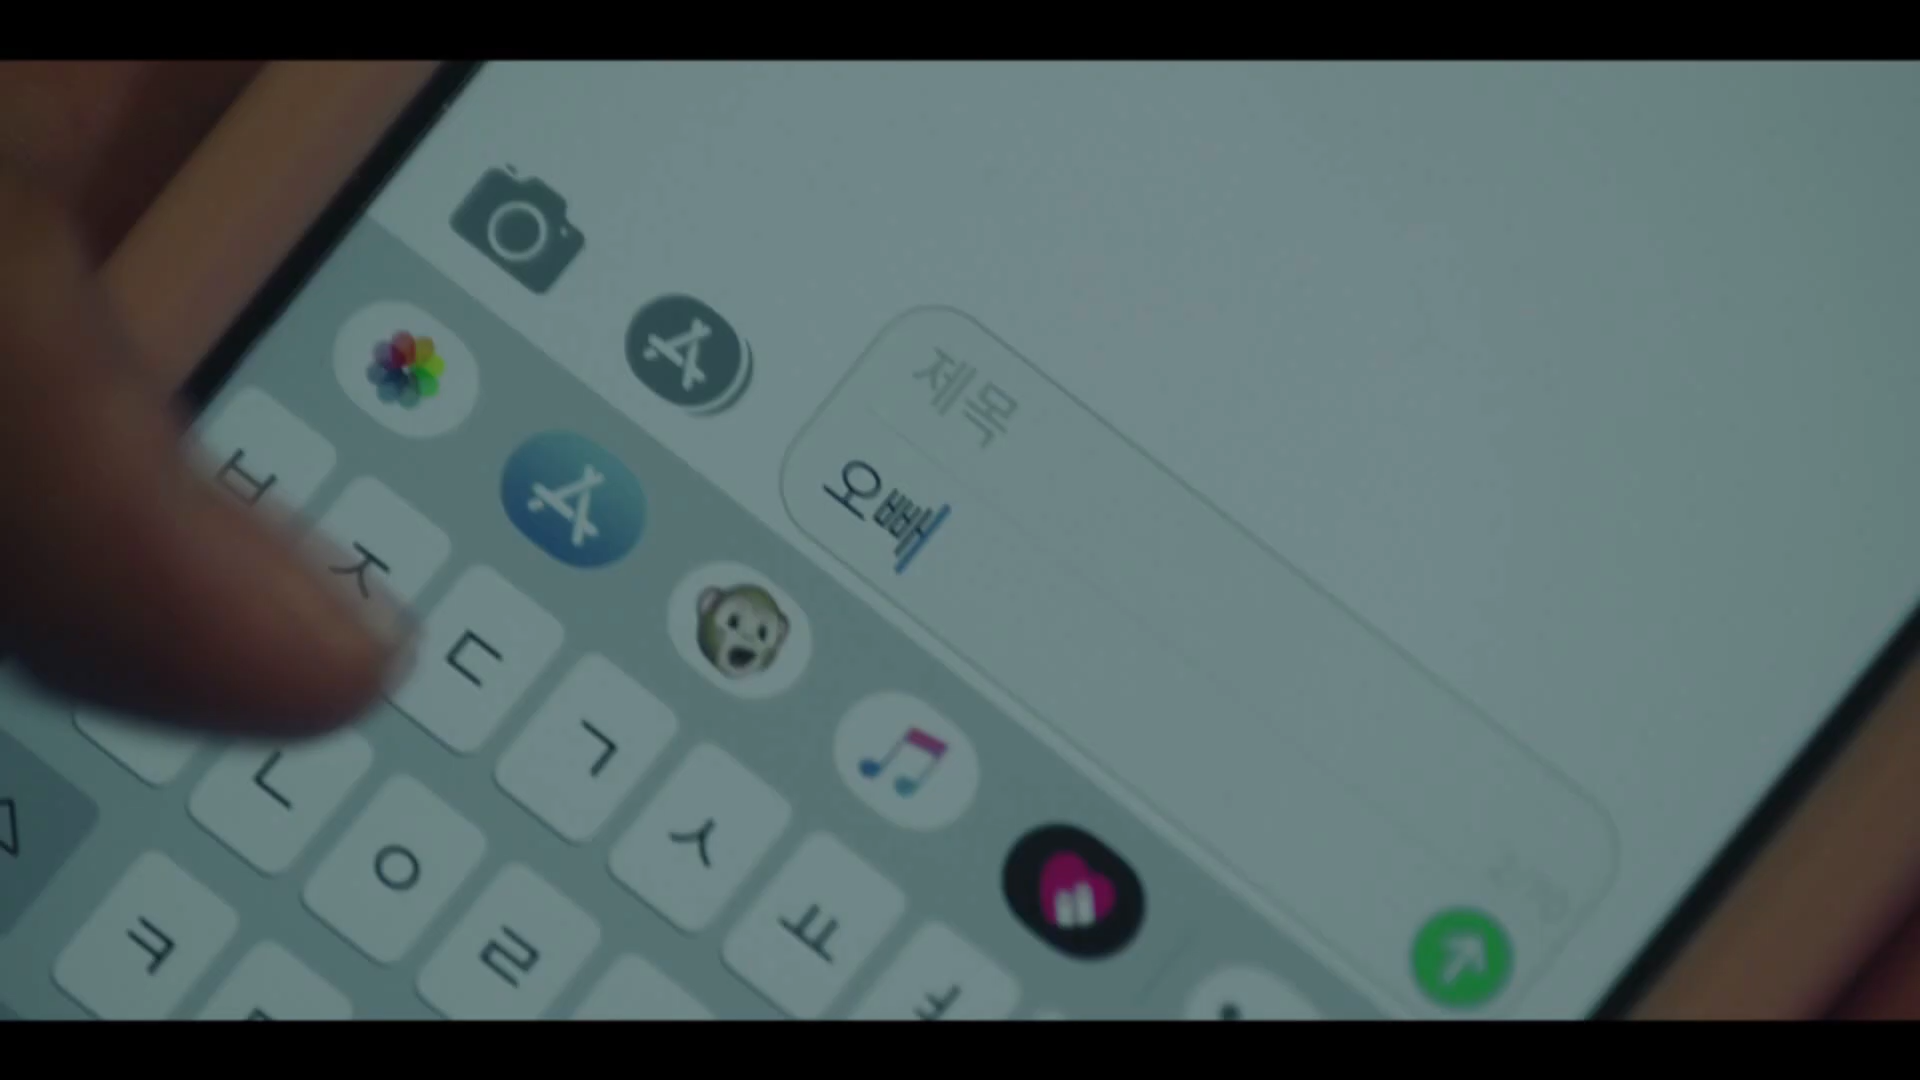 제목
오빠
ㅂ ㅈ ㄷ ㄱ ㅅ ㅛ ㅕ
ㄴ ㅇ ㄹ
ㅋ